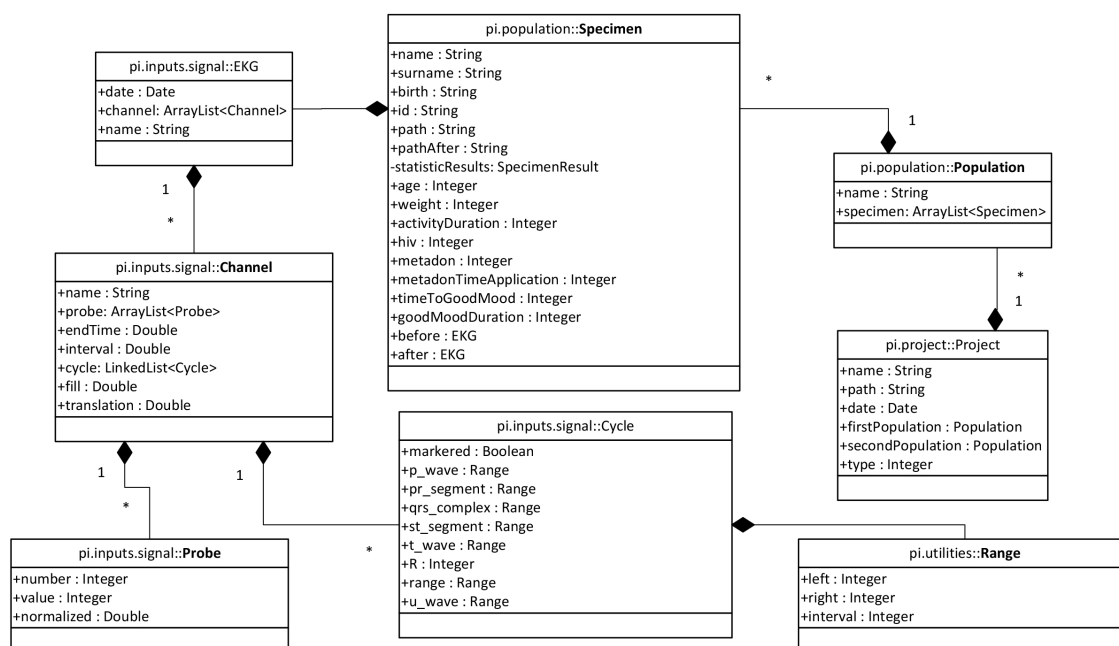 pi.population::Specimen
+name : String
+surname : String
+birth : String
+id : String
+path : String
+pathAfter : String
-statisticResults: SpecimenResult
+age : Integer
+weight : Integer
+activityDuration : Integer
+hiv : Integer
+metadon : Integer
+metadonTimeApplication : Integer
+timeToGoodMood : Integer
+goodMoodDuration : Integer
+before : EKG
+after : EKG
pi.inputs.signal::EKG
+date : Date
+channel: ArrayList<Channel>
+name : String
1
*
*
1
pi.population::Population
+name : String
+specimen: ArrayList<Specimen>
*
1
pi.inputs.signal::Channel
+name : String
+probe: ArrayList<Probe>
+endTime : Double
+interval : Double
+cycle: LinkedList<Cycle>
+fill : Double
+translation : Double
pi.project::Project
+name : String
+path : String
+date : Date
+firstPopulation : Population
+secondPopulation : Population
+type : Integer
1
*
1
*
pi.inputs.signal::Cycle
+markered : Boolean
+p_wave : Range
+pr_segment : Range
+qrs_complex : Range
+st_segment : Range
+t_wave : Range
+R : Integer
+range : Range
+u_wave : Range
pi.inputs.signal::Probe
+number : Integer
+value : Integer
+normalized : Double
pi.utilities::Range
+left : Integer
+right : Integer
+interval : Integer